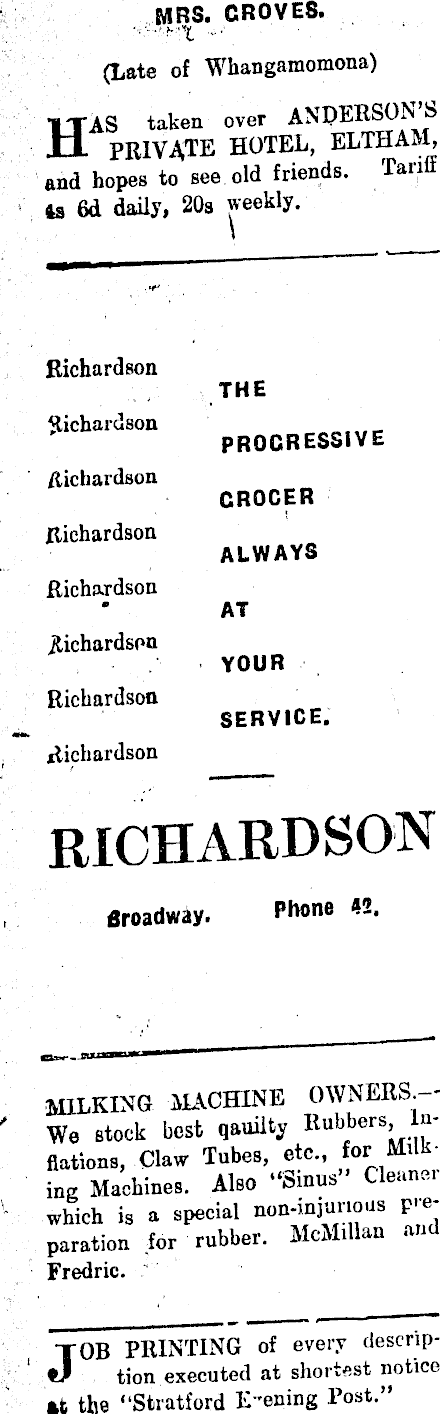 MRS. GROVES.
(Late of Whangamomona)
HAS taken over ANDERSON'S
PRIVATE HOTEL, ELTHAM,
and hopes to see old friends. Tariff
4s 6d daily, 20s weekly.
Richardson
THE
Richardson
PROGRESSIVE
Richardson
GROCER
Richardson
ALWAYS
Richardson
AT
Richardson
YOUR
Richardson
SERVICE.
Richardson
RICHARDSON
Broadway. Phone 42.
MILKING MACHINE OWNERS.—
We stock best qauilty Rubbers, In-
flations, Claw Tubes, etc., for Milk-
ing Machines. Also "Sinus" Cleaner
which is a special non-injurious pre-
paration for rubber. McMillan and
Fredric.
JOB PRINTING of every descrip-
tion executed at shortest notice
at the "Stratford Evening Post."